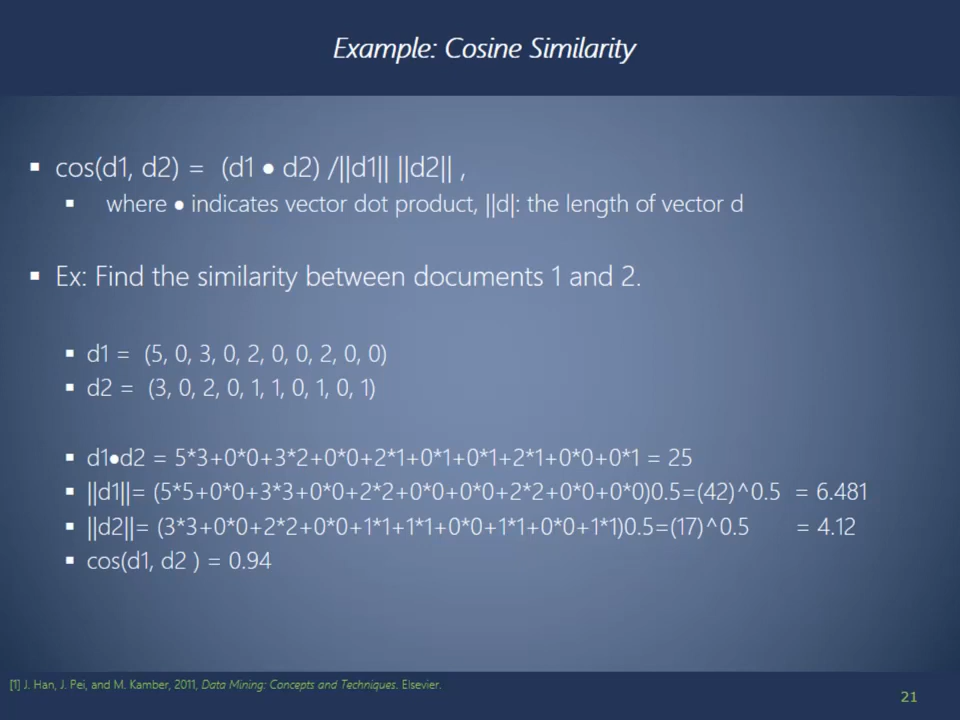 Example: Cosine Similarity
▪ cos(d1, d2) = (d1 • d2) /||d1|| ||d2|| ,
▪ where • indicates vector dot product, ||d|: the length of vector d
▪ Ex: Find the similarity between documents 1 and 2.
▪ d1 = (5, 0, 3, 0, 2, 0, 0, 2, 0, 0)
▪ d2 = (3, 0, 2, 0, 1, 1, 0, 1, 0, 1)
▪ d1•d2 = 5*3+0*0+3*2+0*0+2*1+0*1+0*1+2*1+0*0+0*1 = 25
▪ ||d1||= (5*5+0*0+3*3+0*0+2*2+0*0+0*0+2*2+0*0+0*0)0.5=(42)^0.5 = 6.481
▪ ||d2||= (3*3+0*0+2*2+0*0+1*1+1*1+0*0+1*1+0*0+1*1)0.5=(17)^0.5 = 4.12
▪ cos(d1, d2 ) = 0.94
[1] J. Han, J. Pei, and M. Kamber, 2011, Data Mining: Concepts and Techniques. Elsevier.
21